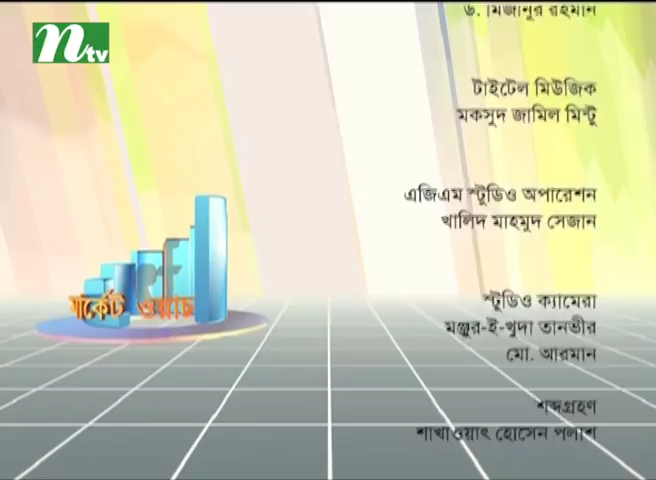 ntv
ড. মিজানুর রহমান
টাইটেল মিউজিক
মকসুদ জামিল মিন্টু
এজিএম স্টুডিও অপারেশন
খালিদ মাহমুদ সেজান
মার্কেট ওয়াচ
স্টুডিও ক্যামেরা
মঞ্জুর-ই-খুদা তানভীর
মো. আরমান
শব্দগ্রহণ
শাখাওয়াৎ হোসেন পলাশ